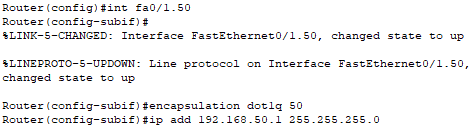 Router(config)#int fa0/1.50
Router(config-subif)#
%LINK-5-CHANGED: Interface FastEthernet0/1.50, changed state to up
%LINEPROTO-5-UPDOWN: Line protocol on Interface FastEthernet0/1.50,
changed state to up
Router(config-subif)#encapsulation dot1q 50
Router(config-subif)#ip add 192.168.50.1 255.255.255.0